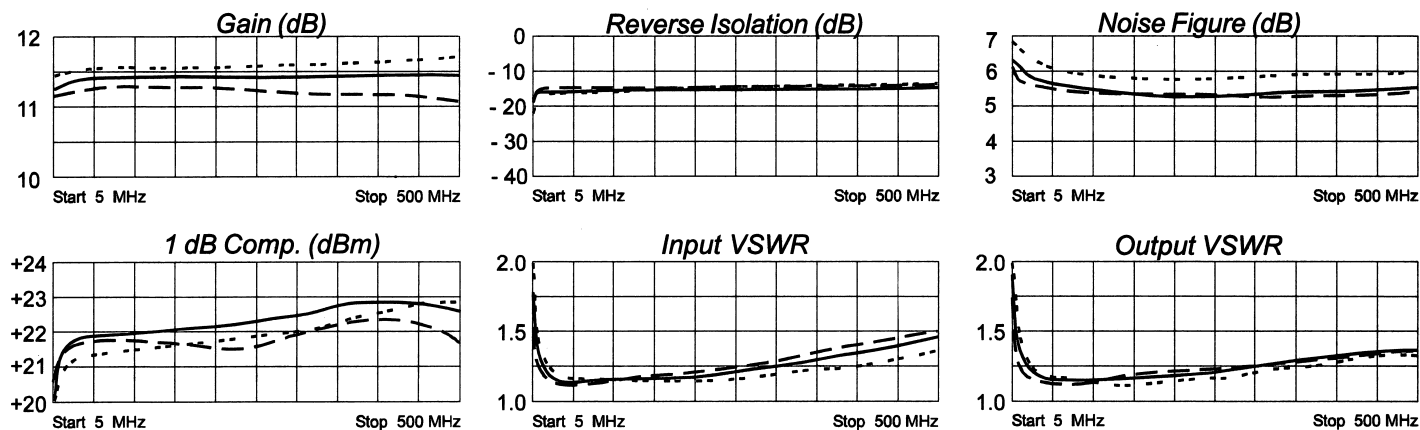 Gain (dB)
12
11
10
Start 5 MHz
Stop 500 MHz
Reverse Isolation (dB)
0
- 10
- 20
- 30
- 40
Start 5 MHz
Stop 500 MHz
Noise Figure (dB)
7
6
5
4
3
Start 5 MHz
Stop 500 MHz
1 dB Comp. (dBm)
+24
+23
+22
+21
+20
Start 5 MHz
Stop 500 MHz
Input VSWR
2.0
1.5
1.0
Start 5 MHz
Stop 500 MHz
Output VSWR
2.0
1.5
1.0
Start 5 MHz
Stop 500 MHz